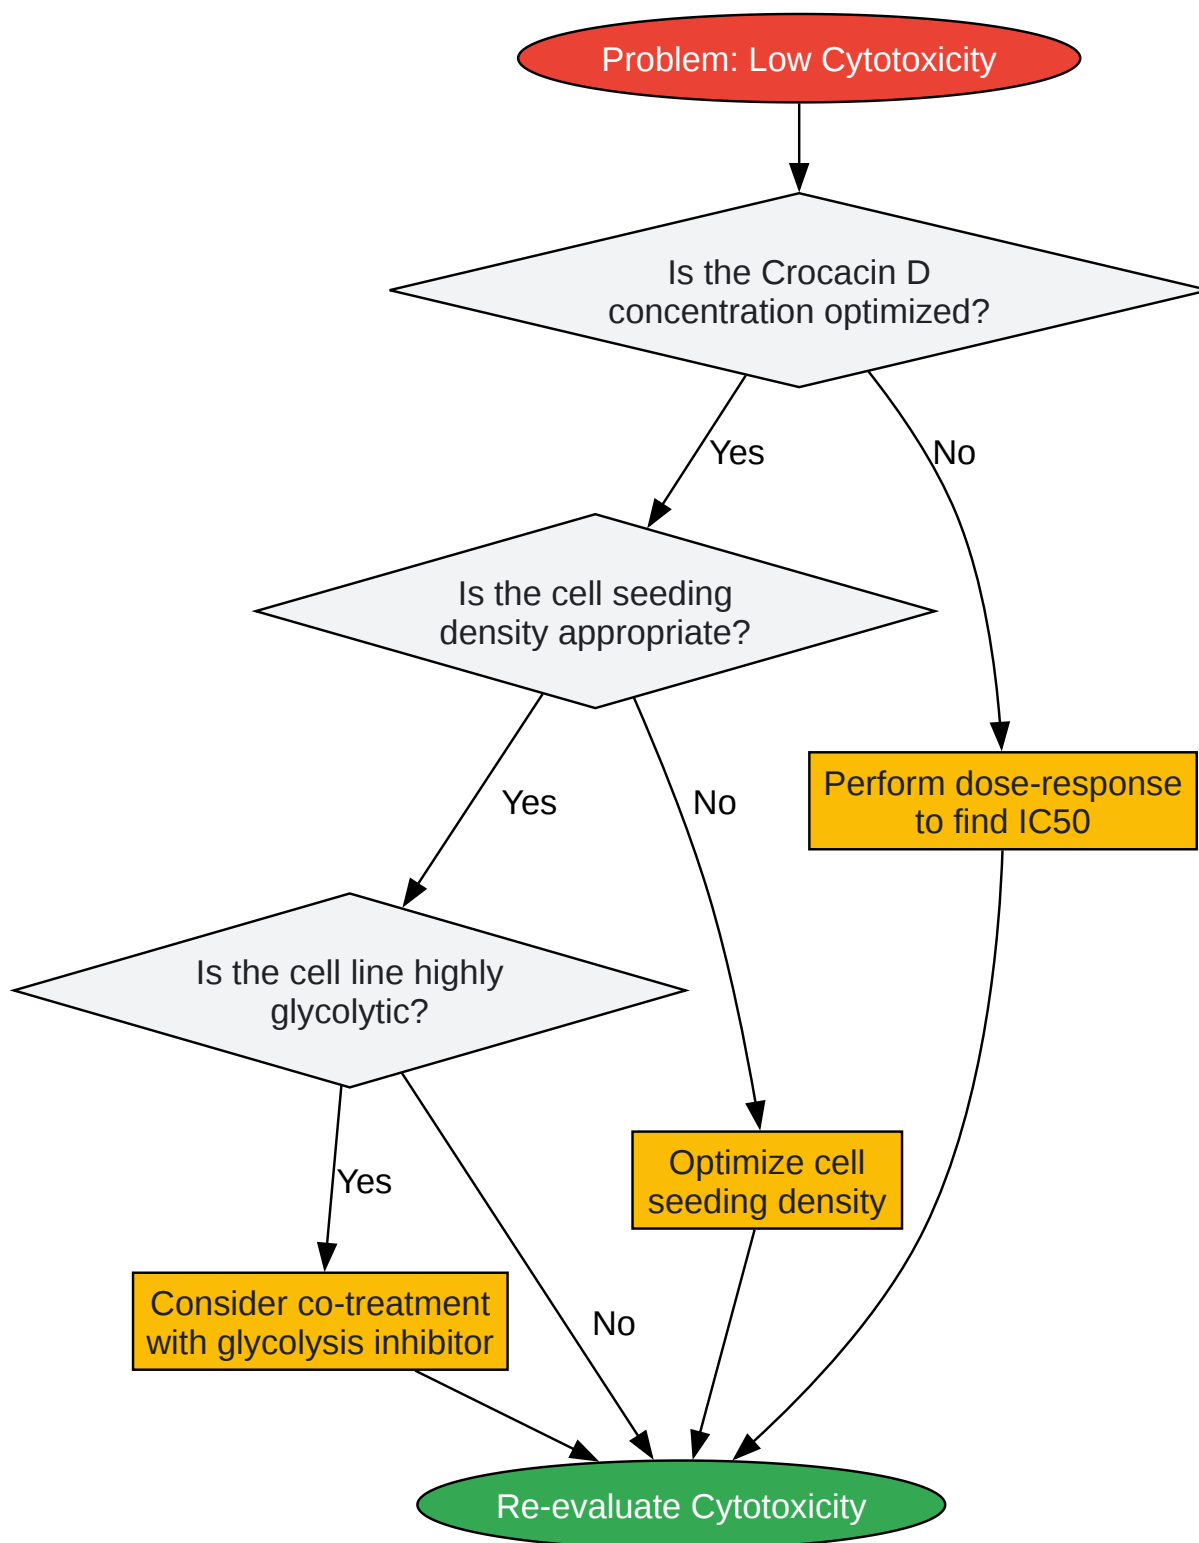 Problem: Low Cytotoxicity
Is the Crocacin D
concentration optimized?
Yes
No
Is the cell seeding
density appropriate?
Yes
No
Perform dose-response
to find IC50
Is the cell line highly
glycolytic?
Yes
No
Optimize cell
seeding density
Consider co-treatment
with glycolysis inhibitor
Re-evaluate Cytotoxicity